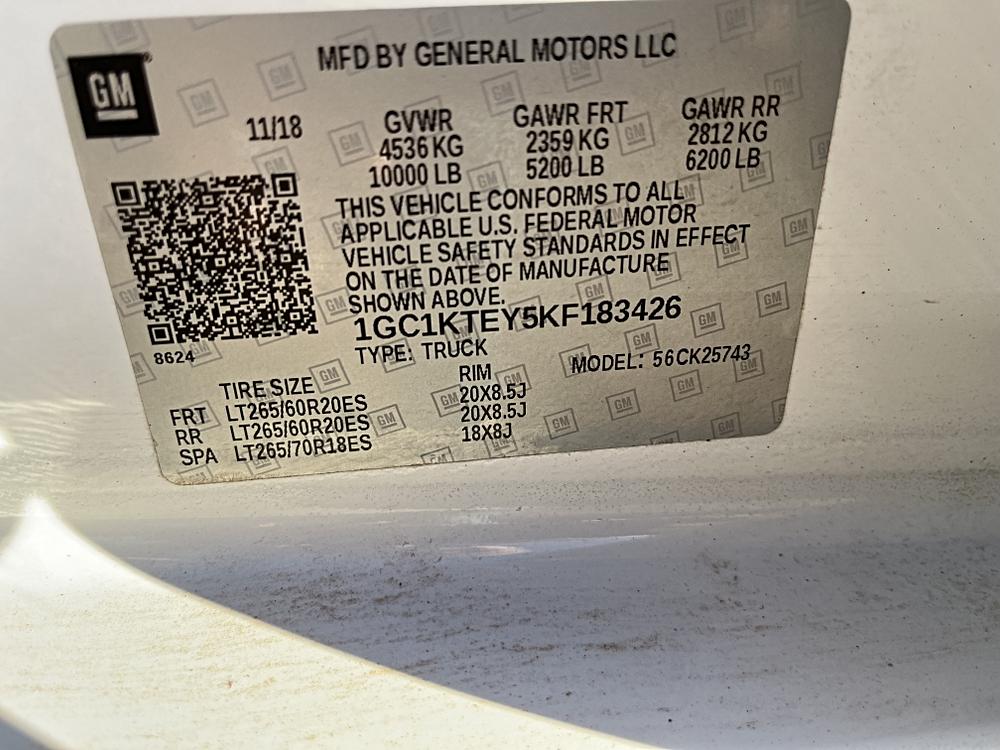 GM
MFD BY GENERAL MOTORS LLC
11/18 GVWR GAWR FRT GAWR RR
4536 KG 2359 KG 2812 KG
10000 LB 5200 LB 6200 LB
THIS VEHICLE CONFORMS TO ALL
APPLICABLE U.S. FEDERAL MOTOR
VEHICLE SAFETY STANDARDS IN EFFECT
ON THE DATE OF MANUFACTURE
SHOWN ABOVE.
1GC1KTEY5KF183426
8624
TYPE: TRUCK MODEL: 56CK25743
TIRE SIZE RIM
FRT LT265/60R20ES 20X8.5J
RR LT265/60R20ES 20X8.5J
SPA LT265/70R18ES 18X8J